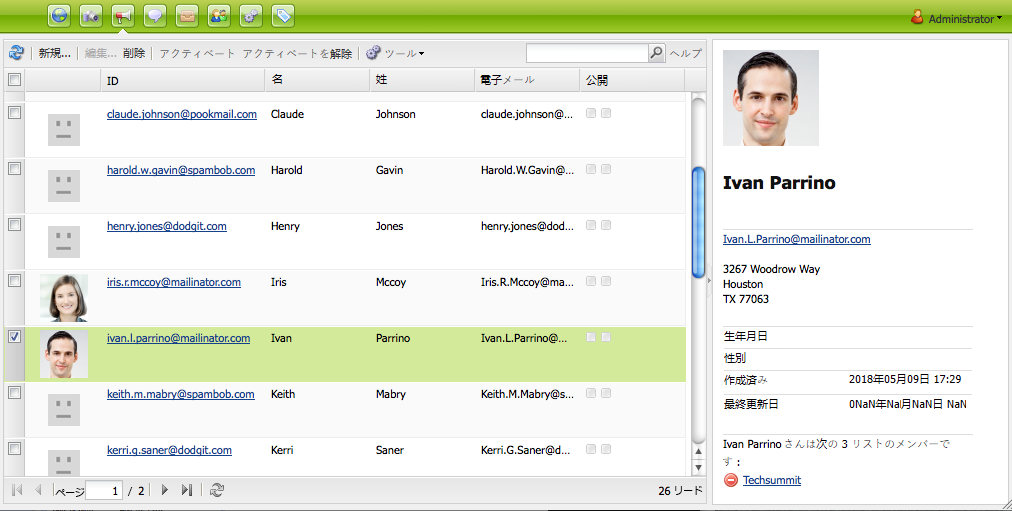 Administrator
新規... 編集... 削除 アクティベート アクティベートを解除 ツール ヘルプ
ID 名 姓 電子メール 公開
claude.johnson@pookmail.com Claude Johnson claude.johnson@...
harold.w.gavin@spambob.com Harold Gavin Harold.W.Gavin@...
henry.jones@dodgit.com Henry Jones henry.jones@dod...
iris.r.mccoy@mailinator.com Iris Mccoy Iris.R.Mccoy@ma...
ivan.l.parrino@mailinator.com Ivan Parrino Ivan.L.Parrino@...
keith.m.mabry@spambob.com Keith Mabry Keith.M.Mabry@s...
kerri.g.saner@dodgit.com Kerri Saner Kerri.G.Saner@d...
ページ 1 / 2 26 リード
Ivan Parrino
Ivan.L.Parrino@mailinator.com
3267 Woodrow Way
Houston
TX 77063
生年月日
性別
作成済み 2018年05月09日 17:29
最終更新日 0NaN年NaN月NaN日 NaN
Ivan Parrino さんは次の 3 リストのメンバーで
す :
Techsummit